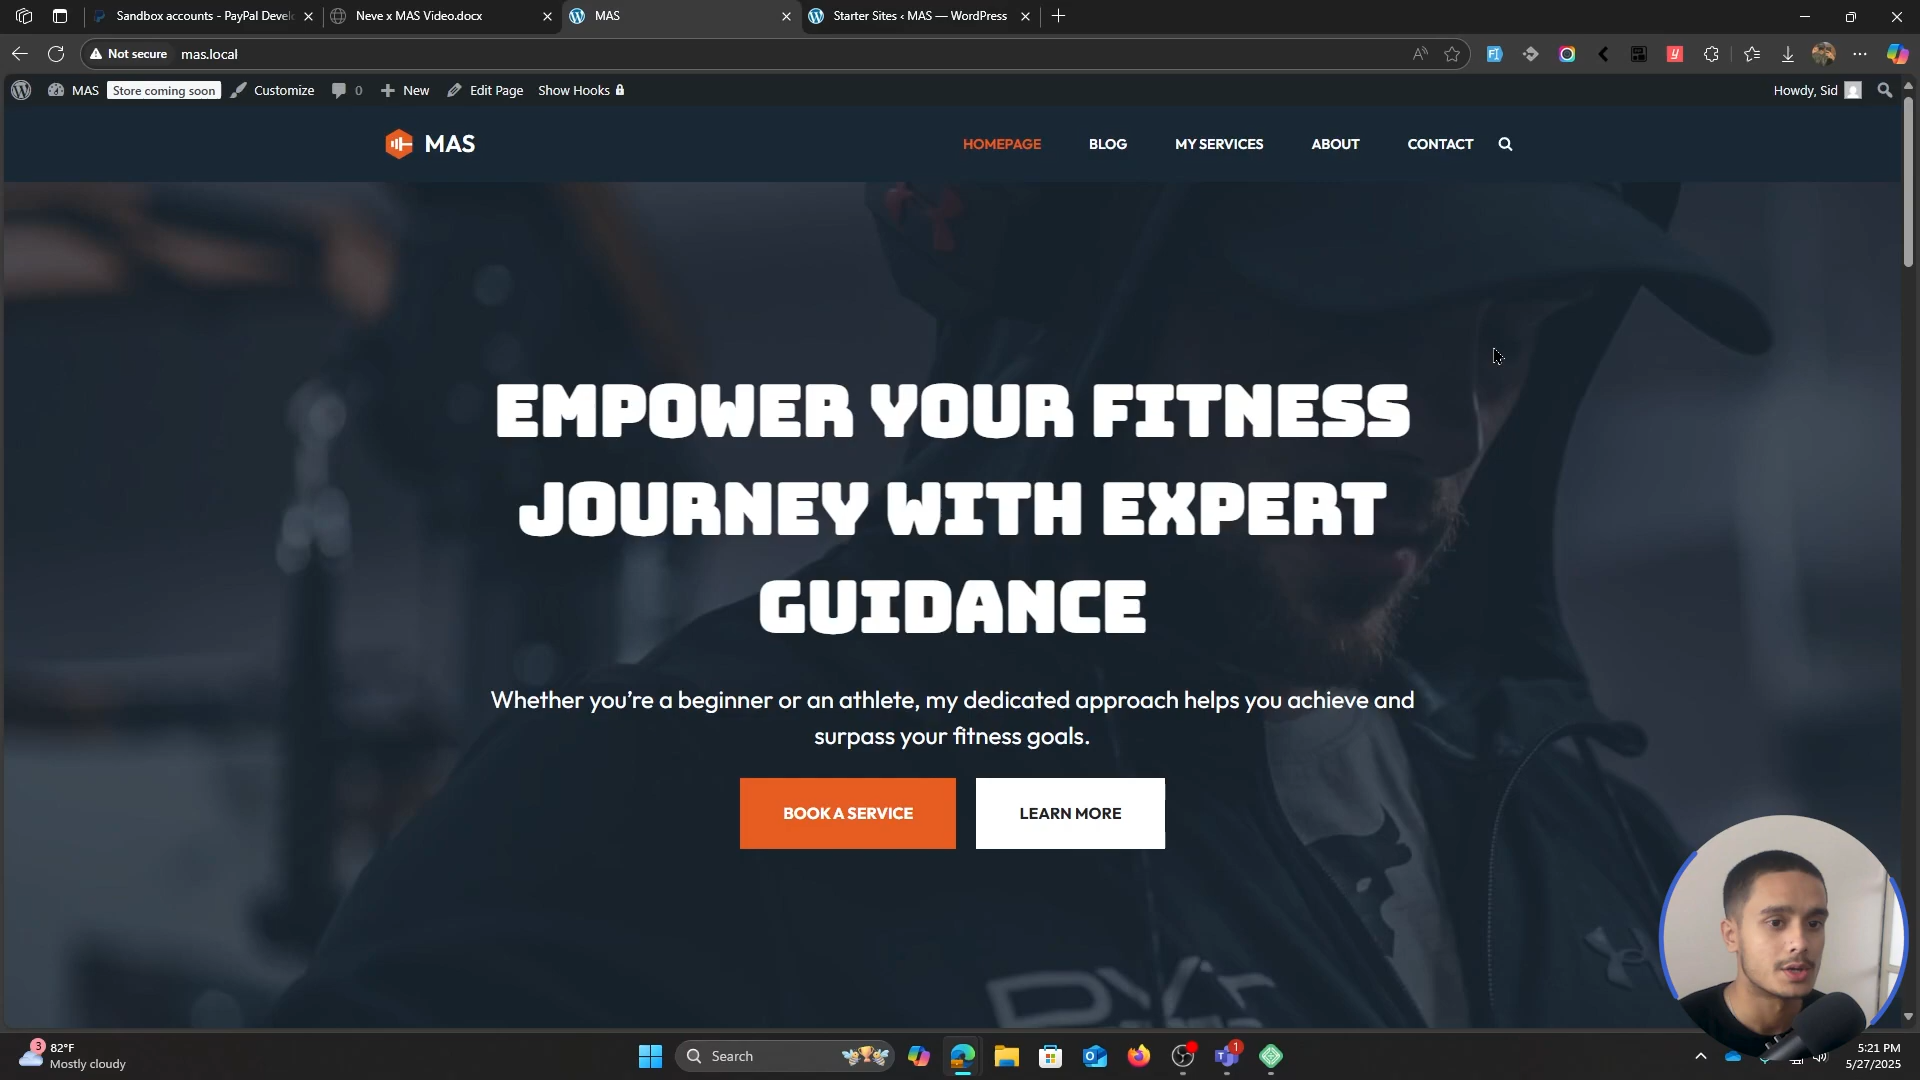 Sandbox accounts - PayPal Devel
Neve x MAS Video.docx
MAS
Starter Sites ‹ MAS — WordPress
Not secure
mas.local
MAS
Store coming soon
Customize
0
New
Edit Page
Show Hooks
Howdy, Sid
MAS
HOMEPAGE
BLOG
MY SERVICES
ABOUT
CONTACT
EMPOWER YOUR FITNESS
JOURNEY WITH EXPERT
GUIDANCE
Whether you’re a beginner or an athlete, my dedicated approach helps you achieve and
surpass your fitness goals.
BOOK A SERVICE
LEARN MORE
3
82°F
Mostly cloudy
Search
1
5:21 PM
5/27/2025